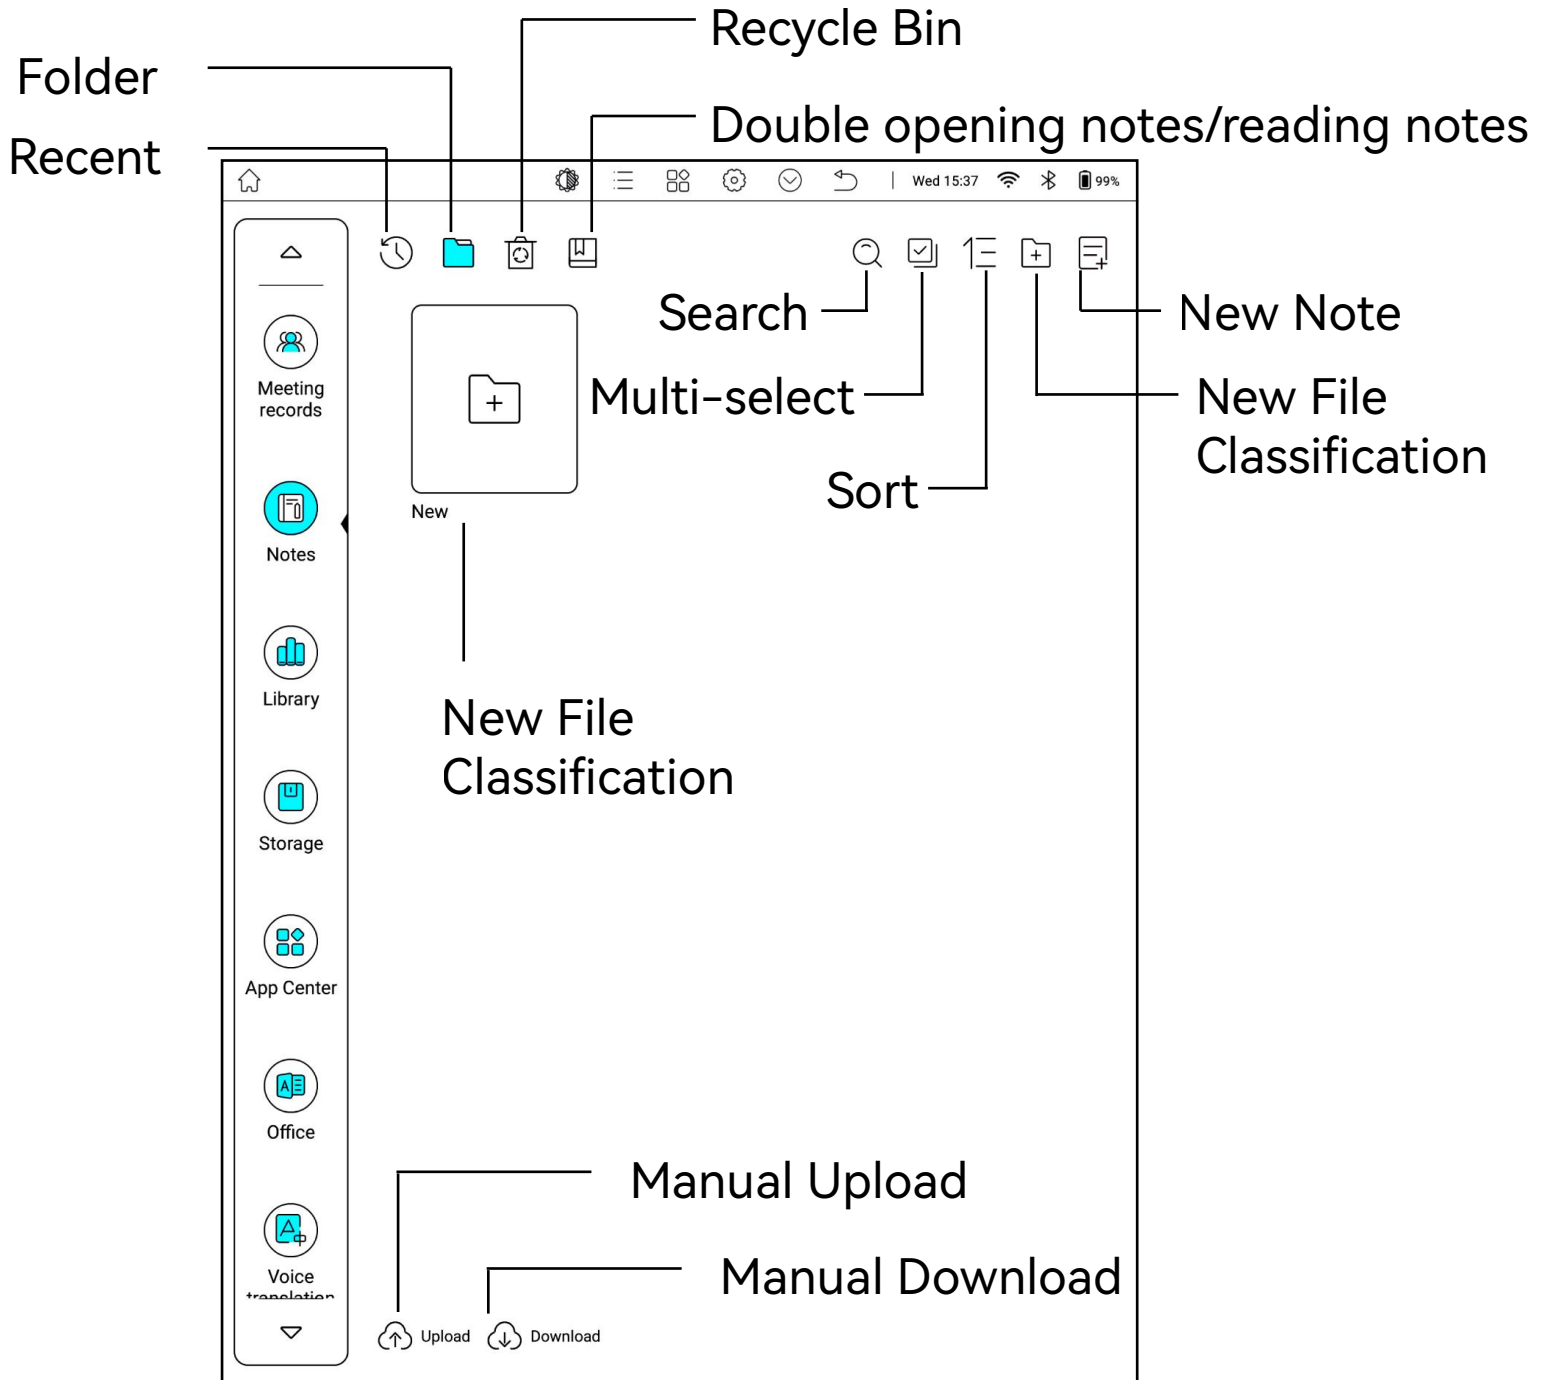 Recycle Bin
Folder
Double opening notes/reading notes
Recent
Wed 15:37
99%
Search
New Note
Meeting
records
Multi-select
New File
Classification
Sort
New
Notes
Library
New File
Classification
Storage
App Center
Office
Manual Upload
Voice
translation
Manual Download
Upload
Download